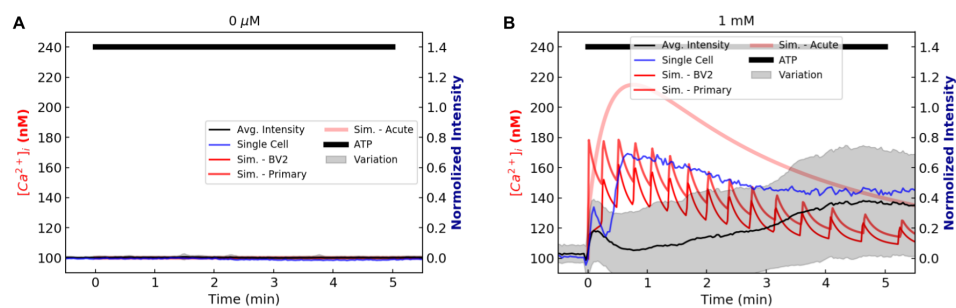 A
0 μM
240
220
200
180
160
140
120
100
[Ca²⁺]ᵢ (nM)
1.4
1.2
1.0
0.8
0.6
0.4
0.2
0.0
Normolized Intensity
Avg. Intensity
Single Cell
Sim. - BV2
Sim. - Primary
Sim. - Acute
ATP
Variation
0 1 2 3 4 5
Time (min)
B
1 mM
240
220
200
180
160
140
120
100
[Ca²⁺]ᵢ (nM)
1.4
1.2
1.0
0.8
0.6
0.4
0.2
0.0
Normolized Intensity
Avg. Intensity
Single Cell
Sim. - BV2
Sim. - Primary
Sim. - Acute
ATP
Variation
0 1 2 3 4 5
Time (min)